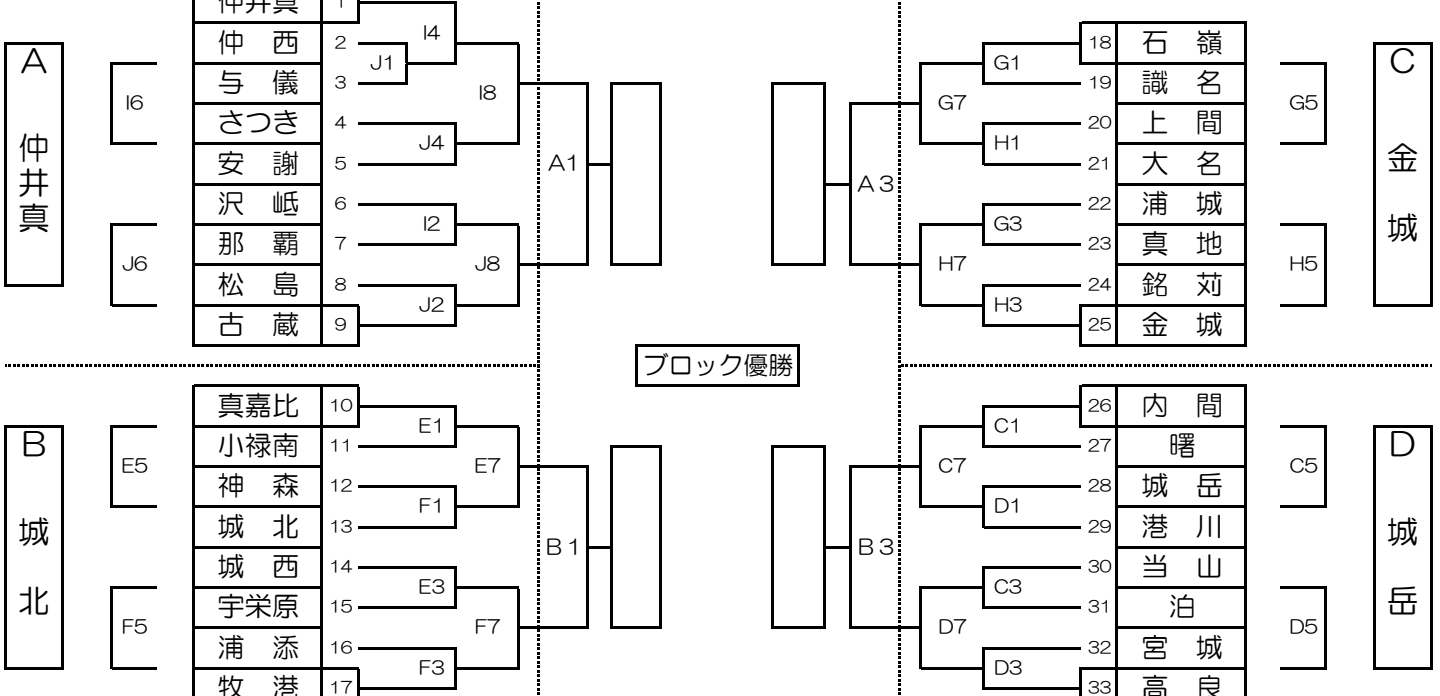 仲井真 1
仲　西 2
与　儀 3
さつき 4
安　謝 5
沢　岻 6
那　覇 7
松　島 8
古　蔵 9
J1
I4
J4
I2
J2
I8
J8
A1
I6
J6
A
仲井真
18 石　嶺
19 識　名
20 上　間
21 大　名
22 浦　城
23 真　地
24 銘　苅
25 金　城
G1
H1
G3
H3
G7
H7
A3
G5
H5
C
金城
ブロック優勝
真嘉比 10
小禄南 11
神　森 12
城　北 13
城　西 14
宇栄原 15
浦　添 16
牧　港 17
E1
F1
E3
F3
E7
F7
B1
E5
F5
B
城北
26 内　間
27 曙
28 城　岳
29 港　川
30 当　山
31 泊
32 宮　城
33 高　良
C1
D1
C3
D3
C7
D7
B3
C5
D5
D
城岳